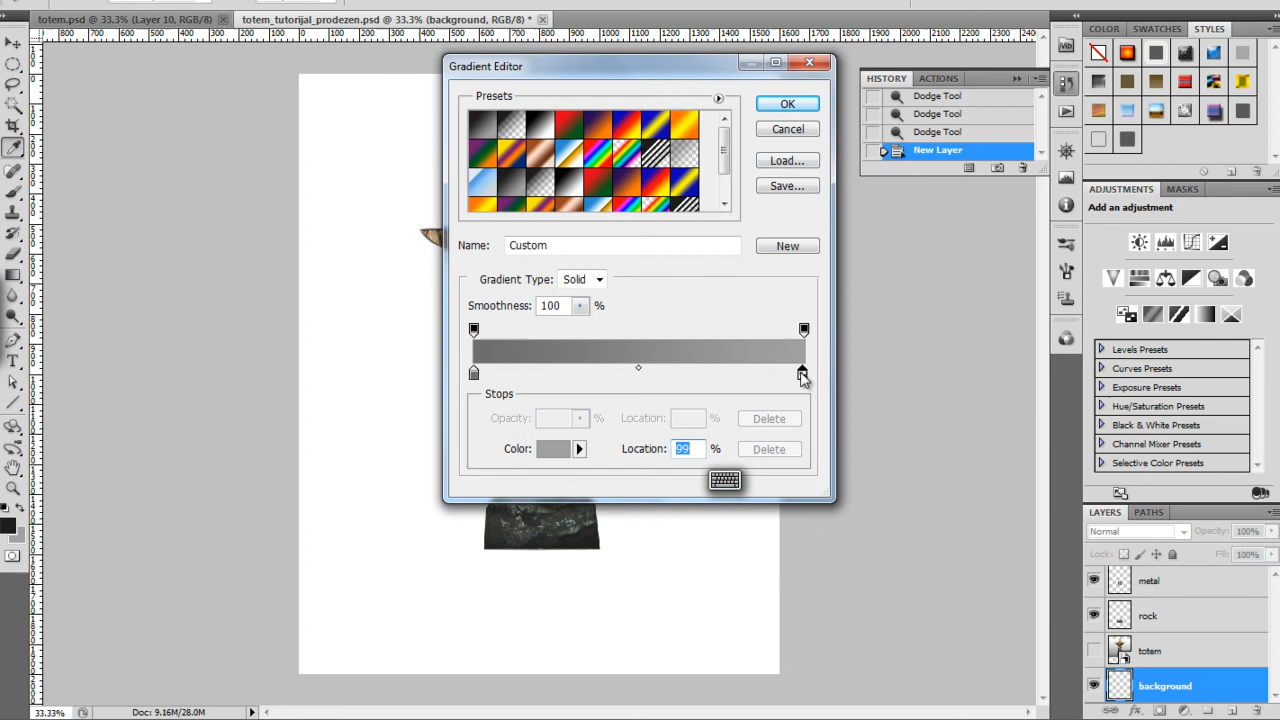 totem.psd @ 33.3% (Layer 10, RGB/8)
totem_tutorijal_prodezen.psd @ 33.3% (background, RGB/8) *
Gradient Editor
Presets
OK
Cancel
Load...
Save...
Name: Custom
New
Gradient Type: Solid
Smoothness: 100 %
Stops
Opacity: % Location: % Delete
Color: Location: 99 % Delete
HISTORY ACTIONS
Dodge Tool
Dodge Tool
Dodge Tool
New Layer
COLOR SWATCHES STYLES
ADJUSTMENTS MASKS
Add an adjustment
Levels Presets
Curves Presets
Exposure Presets
Hue/Saturation Presets
Black & White Presets
Channel Mixer Presets
Selective Color Presets
LAYERS PATHS
Normal Opacity: 100%
Lock: Fill: 100%
metal
rock
totem
background
33.33% Doc: 9.16M/28.0M